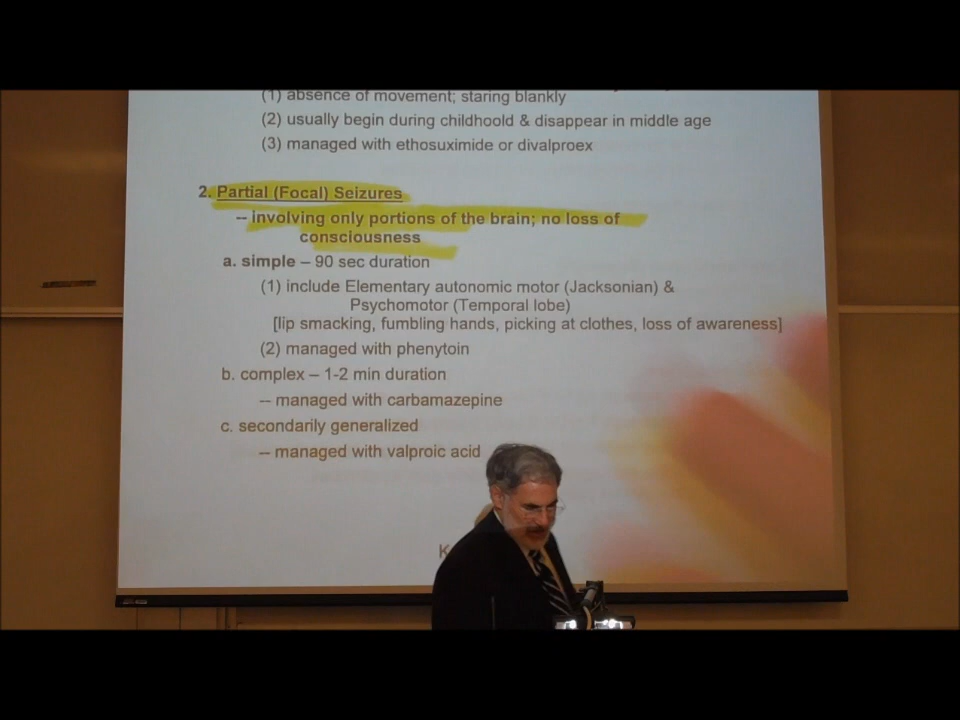 (1) absence of movement; staring blankly
(2) usually begin during childhoold & disappear in middle age
(3) managed with ethosuximide or divalproex
2. Partial (Focal) Seizures
-- involving only portions of the brain; no loss of
consciousness
a. simple – 90 sec duration
(1) include Elementary autonomic motor (Jacksonian) &
Psychomotor (Temporal lobe)
[lip smacking, fumbling hands, picking at clothes, loss of awareness]
(2) managed with phenytoin
b. complex – 1-2 min duration
-- managed with carbamazepine
c. secondarily generalized
-- managed with valproic acid